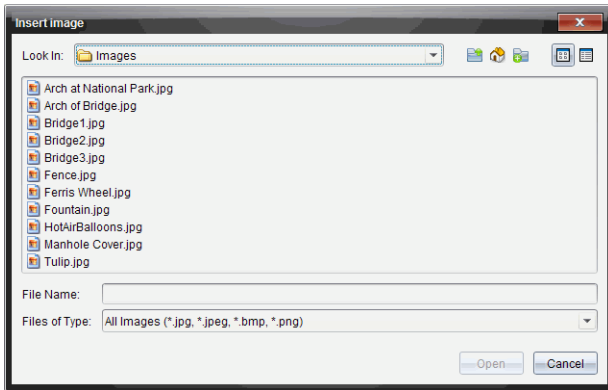 Insert image
Look In: Images
Arch at National Park.jpg
Arch of Bridge.jpg
Bridge1.jpg
Bridge2.jpg
Bridge3.jpg
Fence.jpg
Ferris Wheel.jpg
Fountain.jpg
HotAirBalloons.jpg
Manhole Cover.jpg
Tulip.jpg
File Name:
Files of Type: All Images (*.jpg, *.jpeg, *.bmp, *.png)
Open Cancel